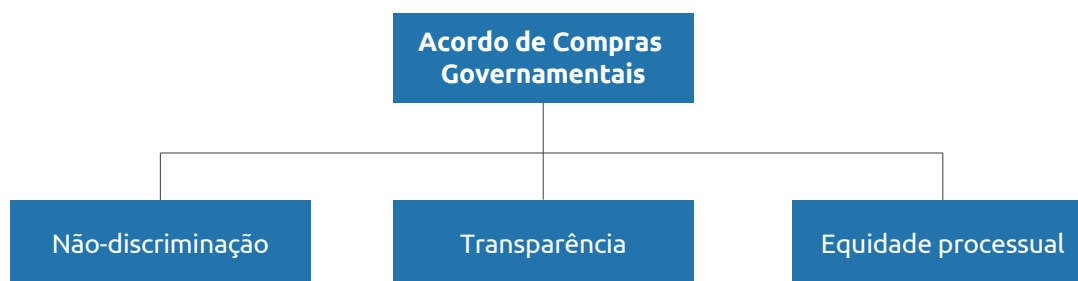 Acordo de Compras
Governamentais
Não-discriminação
Transparência
Equidade processual